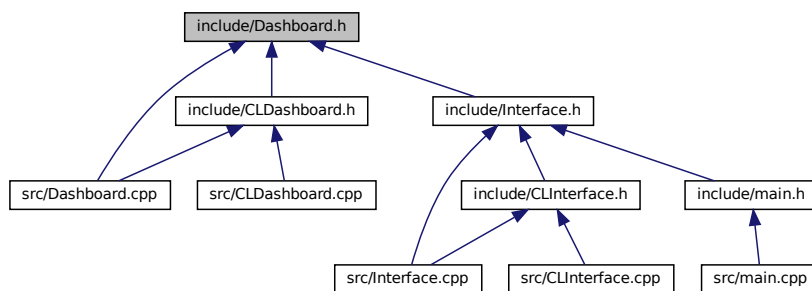 include/Dashboard.h
include/CLDashboard.h
include/Interface.h
src/Dashboard.cpp
src/CLDashboard.cpp
include/CLInterface.h
include/main.h
src/Interface.cpp
src/CLInterface.cpp
src/main.cpp